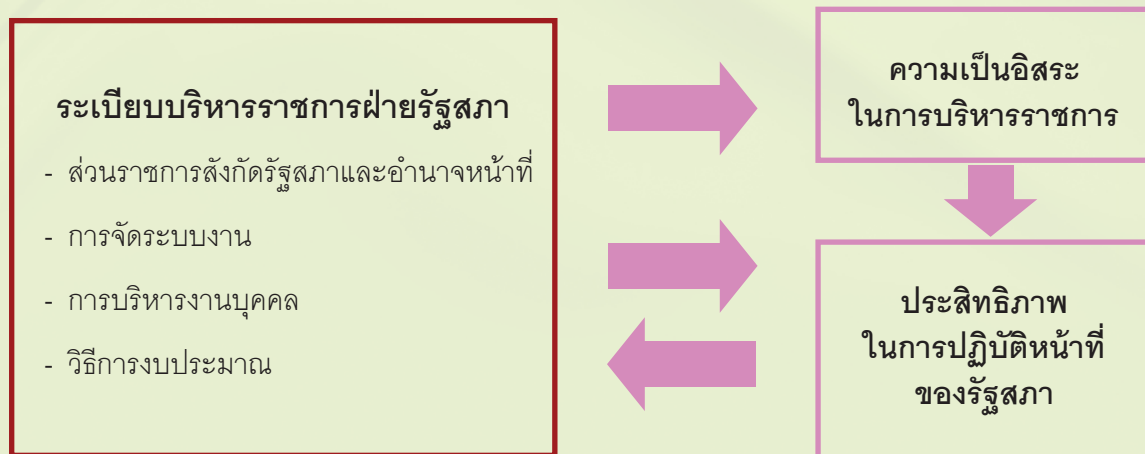 ระเบียบบริหารราชการฝ่ายรัฐสภา
- ส่วนราชการสังกัดรัฐสภาและอำนาจหน้าที่
- การจัดระบบงาน
- การบริหารงานบุคคล
- วิธีการงบประมาณ
ความเป็นอิสระ
ในการบริหารราชการ
ประสิทธิภาพ
ในการปฏิบัติหน้าที่
ของรัฐสภา